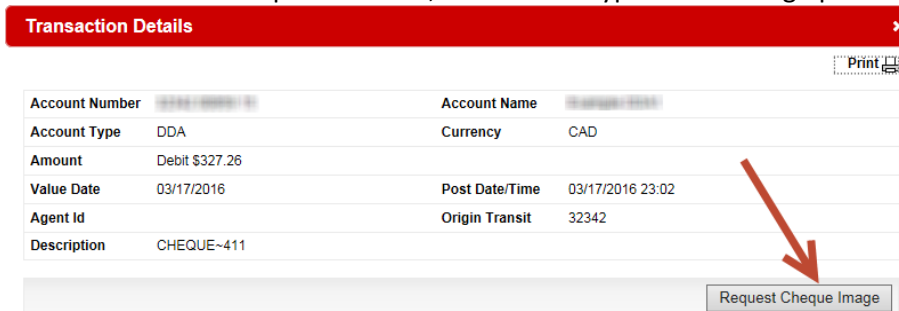 Transaction Details ×
Print
Account Number Account Name
Account Type DDA Currency CAD
Amount Debit $327.26
Value Date 03/17/2016 Post Date/Time 03/17/2016 23:02
Agent Id Origin Transit 32342
Description CHEQUE~411
Request Cheque Image